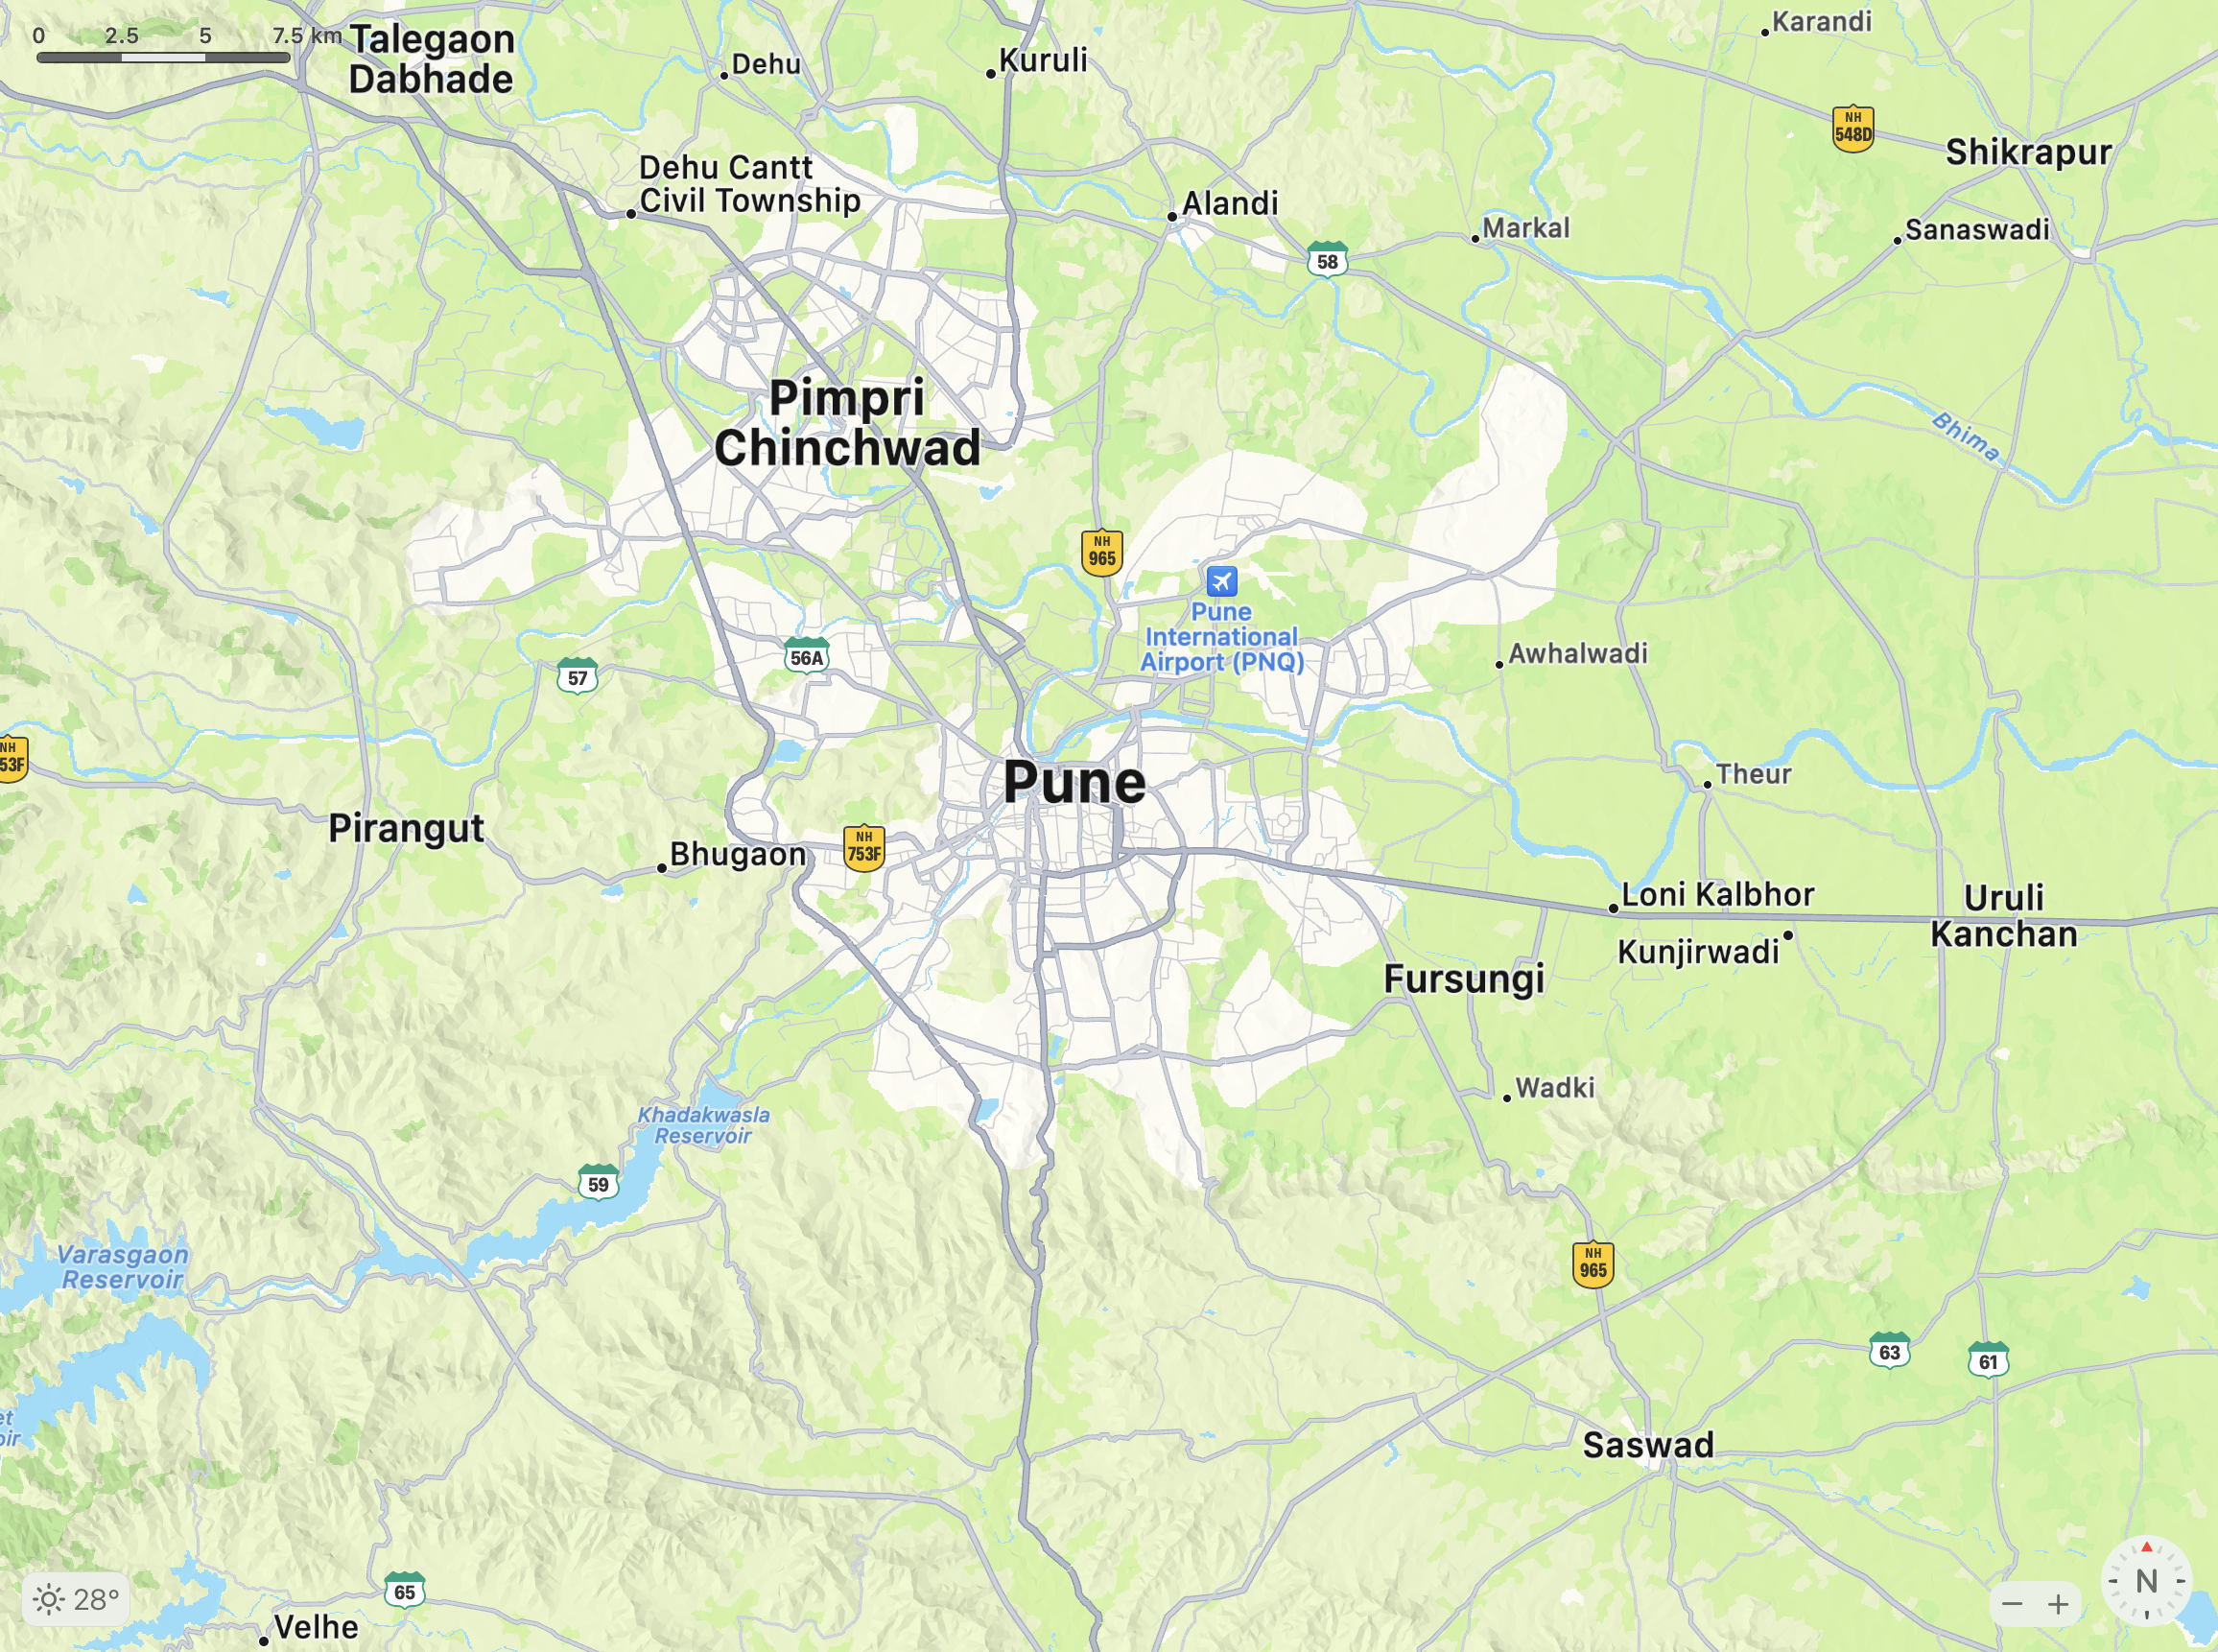 0 2.5 5 7.5 km
Talegaon
Dabhade
Dehu
Kuruli
Karandi
NH
548D
Shikrapur
Dehu Cantt
Civil Township
Alandi
Markal
Sanaswadi
58
Pimpri
Chinchwad
Bhima
NH
965
Pune
International
Airport (PNQ)
56A
57
Awhalwadi
NH
53F
Pune
Theur
Pirangut
Bhugaon
NH
753F
Loni Kalbhor
Kunjirwadi
Uruli
Kanchan
Fursungi
Wadki
Khadakwasla
Reservoir
59
Varasgaon
Reservoir
NH
965
63
61
et
oir
Saswad
28°
65
Velhe
− +
N